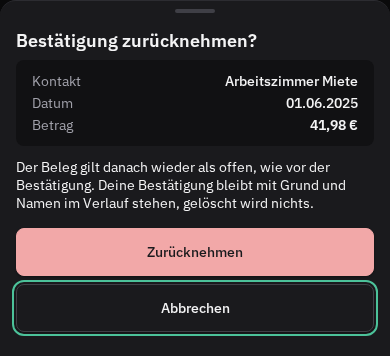 Bestätigung zurücknehmen?
Kontakt Arbeitszimmer Miete
Datum 01.06.2025
Betrag 41,98 €
Der Beleg gilt danach wieder als offen, wie vor der
Bestätigung. Deine Bestätigung bleibt mit Grund und
Namen im Verlauf stehen, gelöscht wird nichts.
Zurücknehmen
Abbrechen